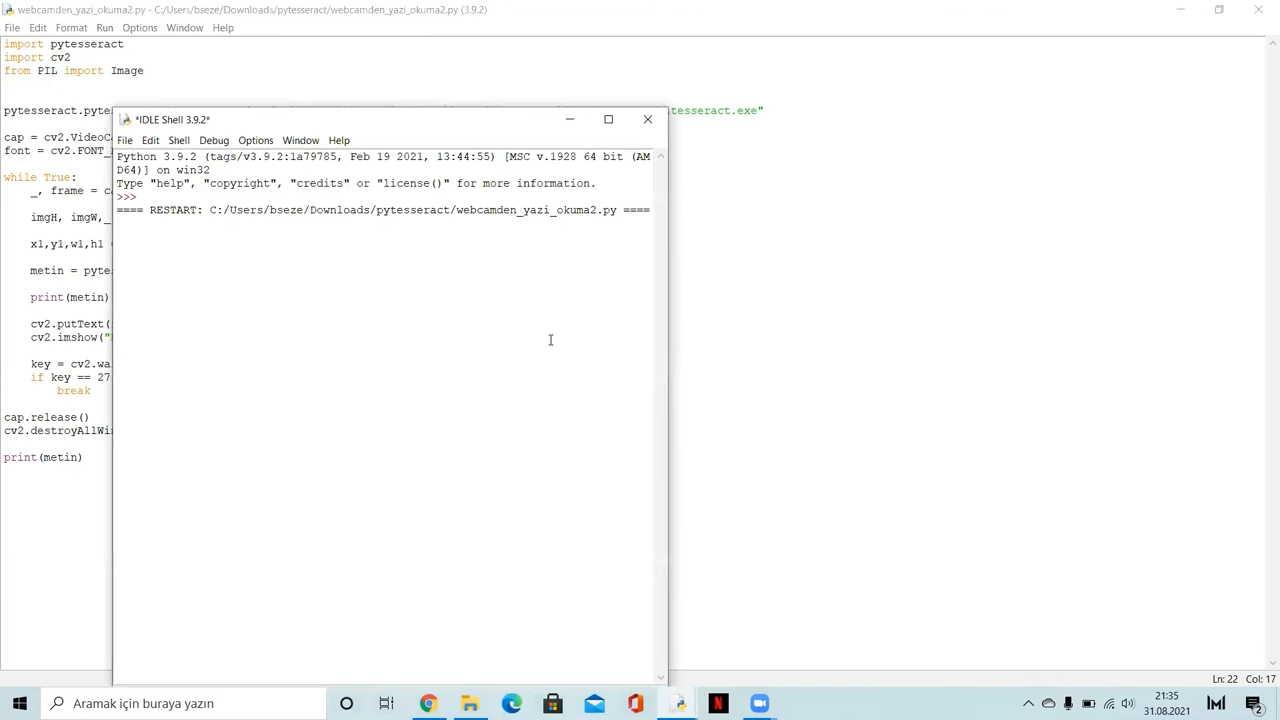 webcamden_yazi_okuma2.py - C:/Users/bseze/Downloads/pytesseract/webcamden_yazi_okuma2.py (3.9.2)
File Edit Format Run Options Window Help
import pytesseract
import cv2
from PIL import Image
pytesseract.pyte
tesseract.exe"
cap = cv2.VideoC
font = cv2.FONT_
while True:
_, frame = ca
imgH, imgW,_
x1,y1,w1,h1 =
metin = pyte
print(metin)
cv2.putText(
cv2.imshow("
key = cv2.wa
if key == 27
break
cap.release()
cv2.destroyAllWi
print(metin)
*IDLE Shell 3.9.2*
File Edit Shell Debug Options Window Help
Python 3.9.2 (tags/v3.9.2:1a79785, Feb 19 2021, 13:44:55) [MSC v.1928 64 bit (AM
D64)] on win32
Type "help", "copyright", "credits" or "license()" for more information.
>>>
==== RESTART: C:/Users/bseze/Downloads/pytesseract/webcamden_yazi_okuma2.py ====
Ln: 22 Col: 17
Aramak için buraya yazın
21:35
31.08.2021
2